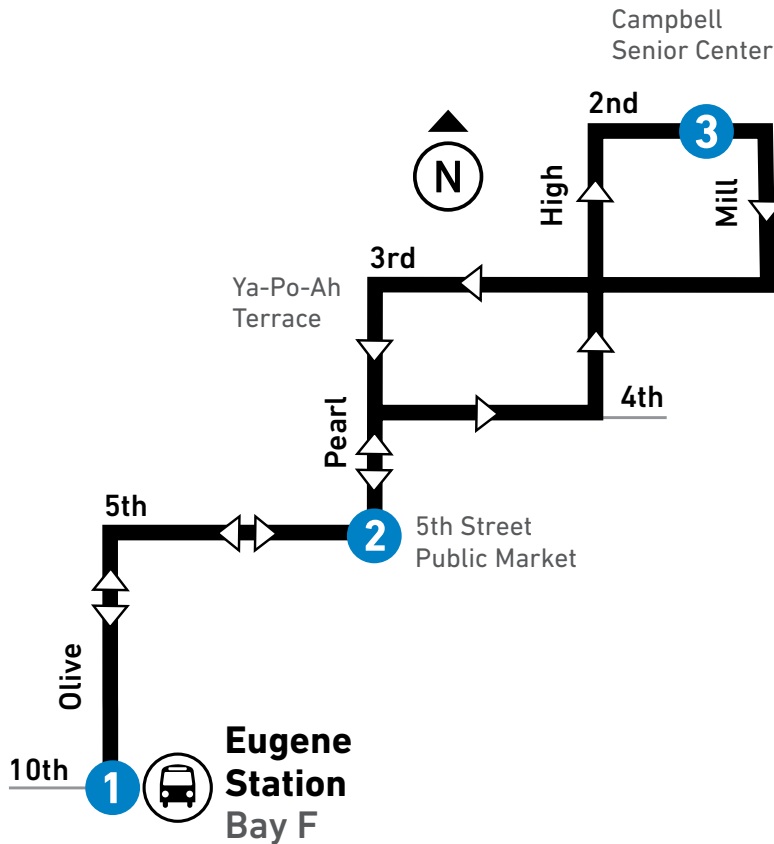 Campbell
Senior Center
2nd
3
N
High
Mill
3rd
Ya-Po-Ah
Terrace
4th
Pearl
5th
2
5th Street
Public Market
Olive
10th
1
Eugene
Station
Bay F